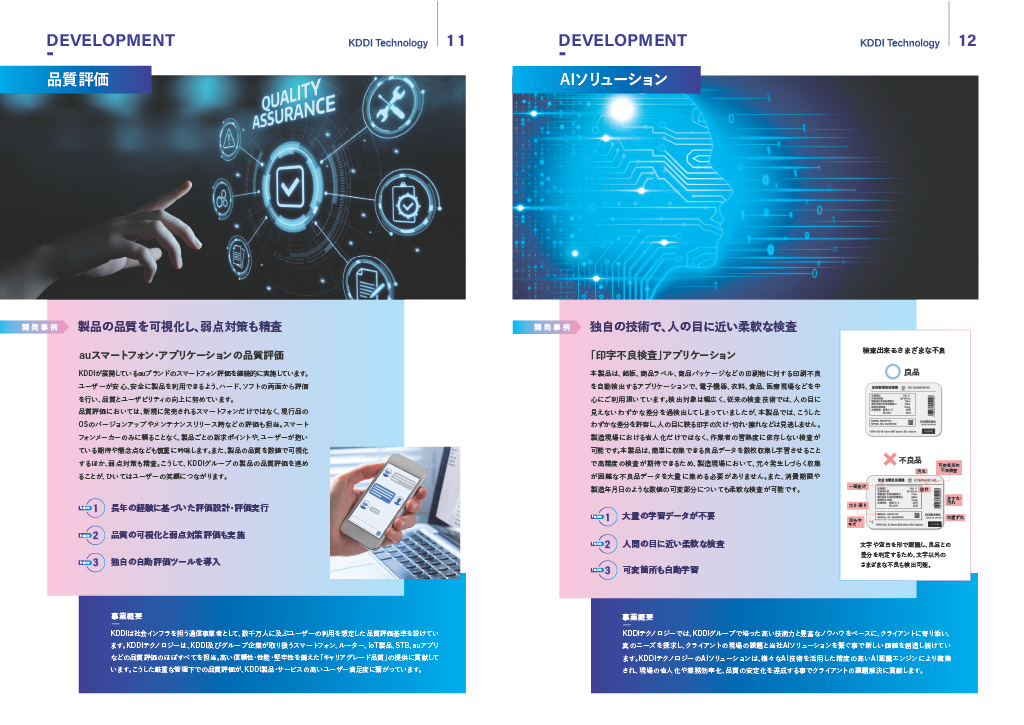 DEVELOPMENT
KDDI Technology 11
品質評価
QUALITY
ASSURANCE
開発事例
製品の品質を可視化し、弱点対策も精査
auスマートフォン・アプリケーションの品質評価
KDDIが展開しているauブランドのスマートフォン評価を継続的に実施しています。
ユーザーが安心、安全に製品を利用できるよう、ハード、ソフトの両面から評価
を行い、品質とユーザビリティの向上に努めています。
品質評価においては、新規に発売されるスマートフォンだけではなく、現行品の
OSのバージョンアップやメンテナンスリリース時などの評価も担当。スマート
フォンメーカーのみに頼ることなく、製品ごとの訴求ポイントや、ユーザーが抱い
ている期待や懸念点なども慎重に吟味します。また、製品の品質を数値で可視化
するほか、弱点対策も精査。こうして、KDDIグループの製品の品質評価を進め
ることが、ひいてはユーザーの笑顔につながります。
1 長年の経験に基づいた評価設計・評価実行
2 品質の可視化と弱点対策評価も実施
3 独自の自動評価ツールを導入
事業概要
KDDIは社会インフラを担う通信事業者として、数千万人に及ぶユーザーの利用を想定した品質評価基準を設けてい
ます。KDDIテクノロジーは、KDDI及びグループ企業が取り扱うスマートフォン、ルーター、IoT製品、STB、auアプリ
などの品質評価のほぼすべてを担当。高い信頼性・性能・堅牢性を備えた「キャリアグレード品質」の提供に貢献して
います。こうした厳重な管理下での品質評価が、KDDI製品・サービスの高いユーザー満足度に繋がっています。
DEVELOPMENT
KDDI Technology 12
AIソリューション
開発事例
独自の技術で、人の目に近い柔軟な検査
「印字不良検査」アプリケーション
本製品は、銘板、商品ラベル、商品パッケージなどの印刷物に対する印刷不良
を自動検出するアプリケーションで、電子機器、衣料、食品、医療現場などを中
心にご利用頂いています。検出対象は幅広く、従来の検査技術では、人の目に
見えないわずかな差分を過検出してしまっていましたが、本製品では、こうした
わずかな差分を許容し、人の目に映る印字の欠け・切れ・擦れなどは見逃しません。
製造現場における省人化だけではなく、作業者の習熟度に依存しない検査が
可能です。本製品は、簡単に収集できる良品データを数枚収集し学習させること
で高精度の検査が期待できるため、製造現場において、元々発生しづらく収集
が困難な不良品データを大量に集める必要がありません。また、消費期限や
製造年月日のような数値の可変部分についても柔軟な検査が可能です。
1 大量の学習データが不要
2 人間の目に近い柔軟な検査
3 可変箇所も自動学習
検査出来るさまざまな不良
良品
不良品
汚れ
文字や空白を形で認識し、良品との
差分を判定するため、文字以外の
さまざまな不良も検出可能。
事業概要
KDDIテクノロジーでは、KDDIグループで培った高い技術力と豊富なノウハウをベースに、クライアントに寄り添い、
真のニーズを探求し、クライアントの現場の課題と当社AIソリューションを繋ぐ事で新しい価値を創造し続けてい
ます。KDDIテクノロジーのAIソリューションは、様々なAI技術を活用した精度の高いAI認識エンジンにより構築
され、現場の省人化や業務効率化、品質の安定化を達成する事でクライアントの課題解決に貢献します。